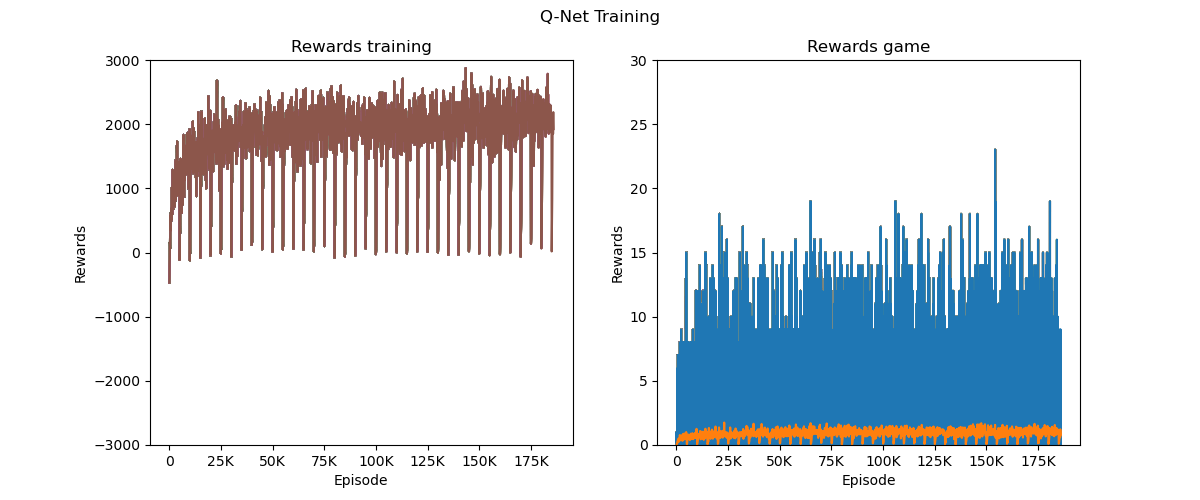 Q-Net Training
Rewards training
Rewards
3000
2000
1000
0
−1000
−2000
−3000
0 25K 50K 75K 100K 125K 150K 175K
Episode
Rewards game
Rewards
30
25
20
15
10
5
0
0 25K 50K 75K 100K 125K 150K 175K
Episode